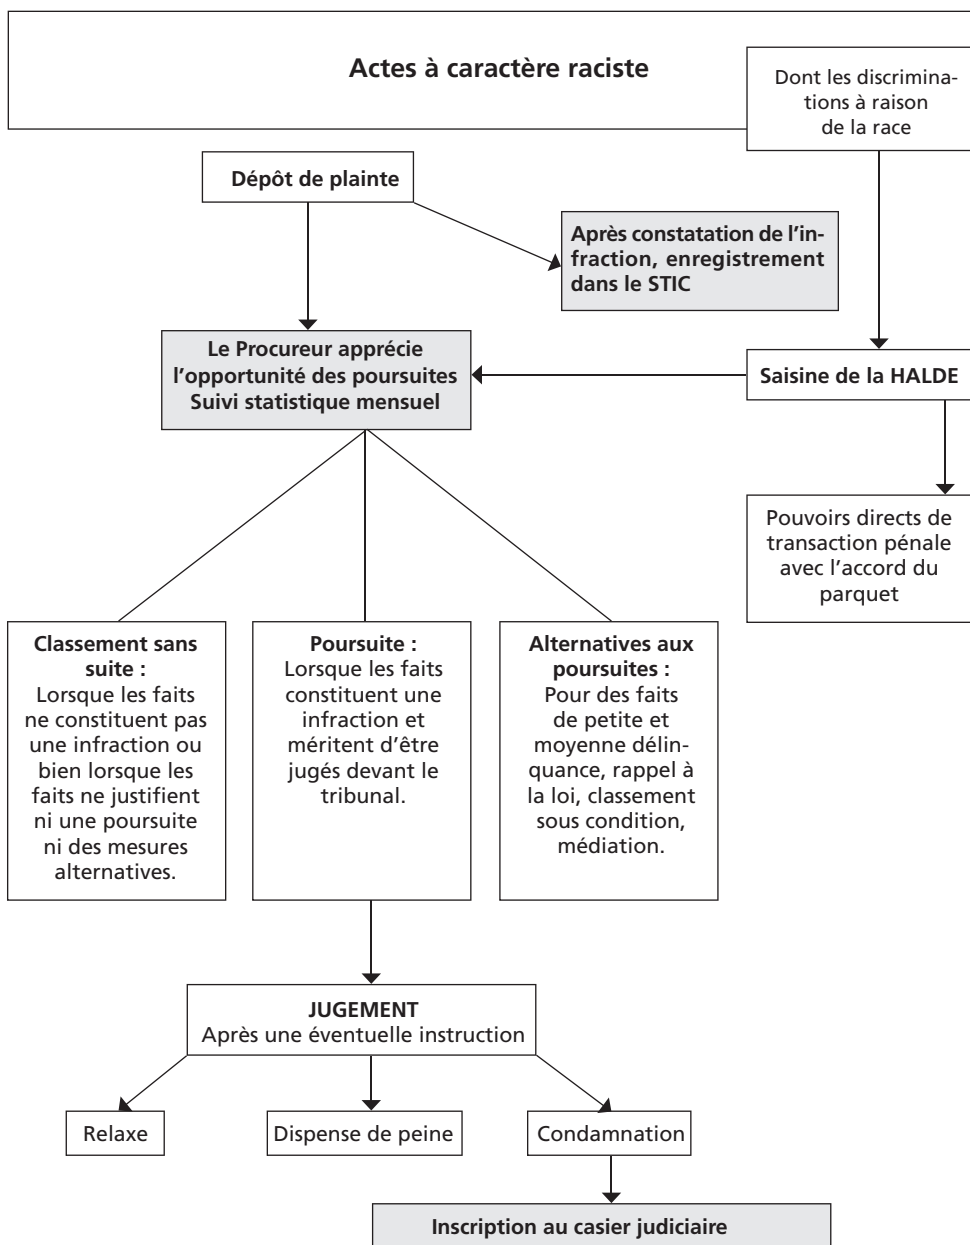 Actes à caractère raciste
Dont les discrimina-
tions à raison
de la race
Dépôt de plainte
Après constatation de l'in-
fraction, enregistrement
dans le STIC
Le Procureur apprécie
l'opportunité des poursuites
Suivi statistique mensuel
Saisine de la HALDE
Pouvoirs directs de
transaction pénale
avec l'accord du
parquet
Classement sans
suite :
Lorsque les faits
ne constituent pas
une infraction ou
bien lorsque les
faits ne justifient
ni une poursuite
ni des mesures
alternatives.
Poursuite :
Lorsque les faits
constituent une
infraction et
méritent d'être
jugés devant le
tribunal.
Alternatives aux
poursuites :
Pour des faits
de petite et
moyenne délin-
quance, rappel à
la loi, classement
sous condition,
médiation.
JUGEMENT
Après une éventuelle instruction
Relaxe
Dispense de peine
Condamnation
Inscription au casier judiciaire